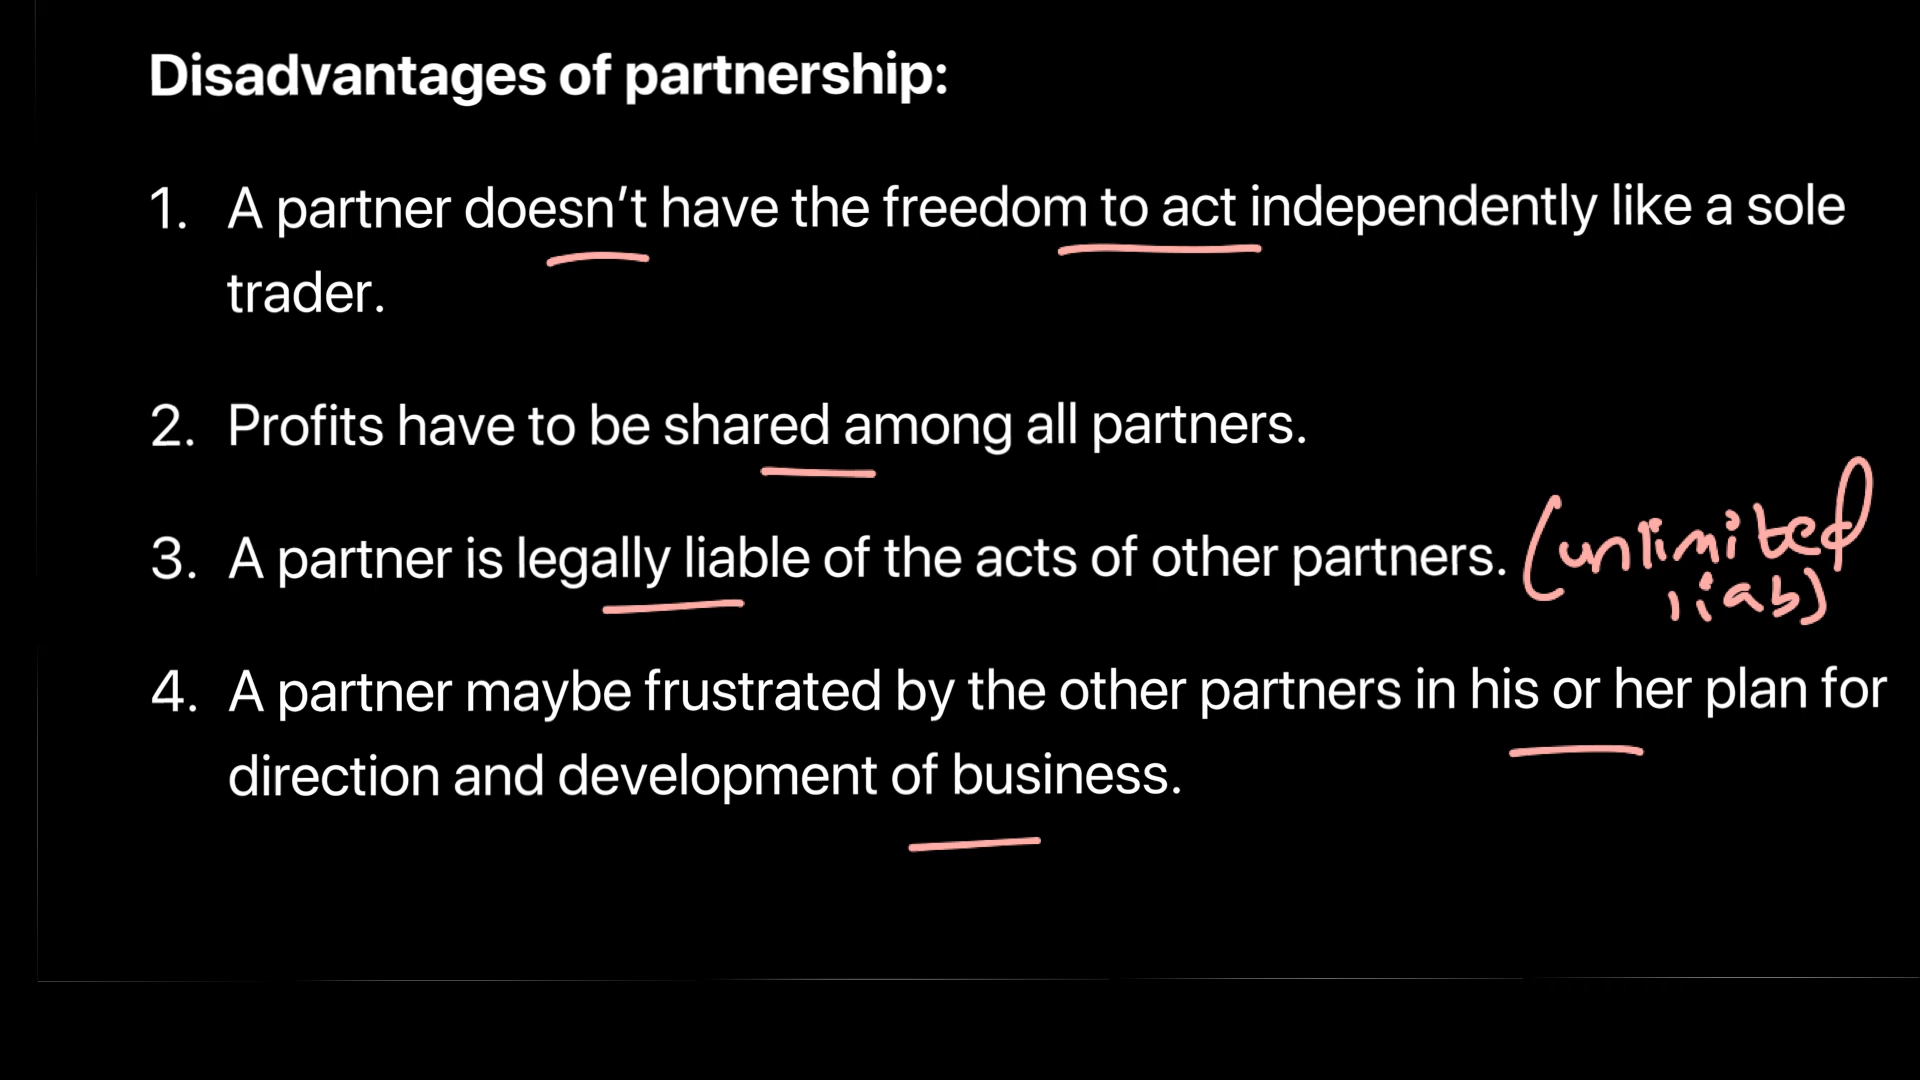 Disadvantages of partnership:
1. A partner doesn’t have the freedom to act independently like a sole
trader.
2. Profits have to be shared among all partners.
3. A partner is legally liable of the acts of other partners. (unlimited
liab)
4. A partner maybe frustrated by the other partners in his or her plan for
direction and development of business.